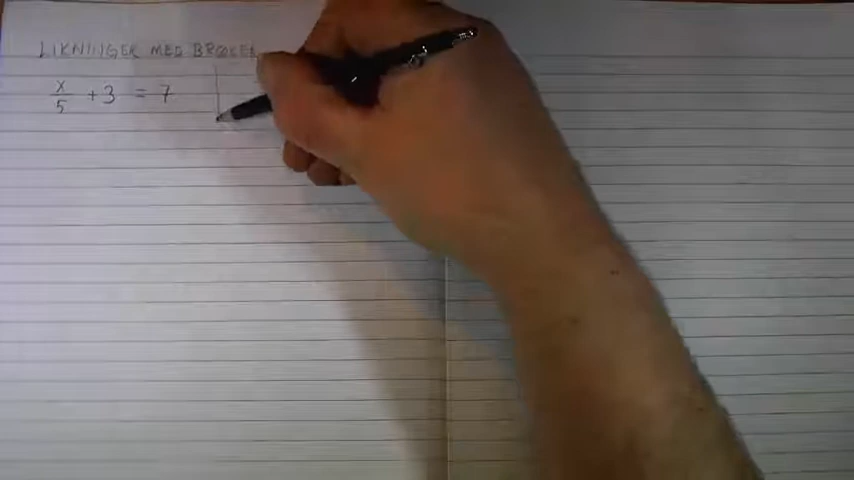 LIKNINGER MED BRØKER
x/5 + 3 = 7